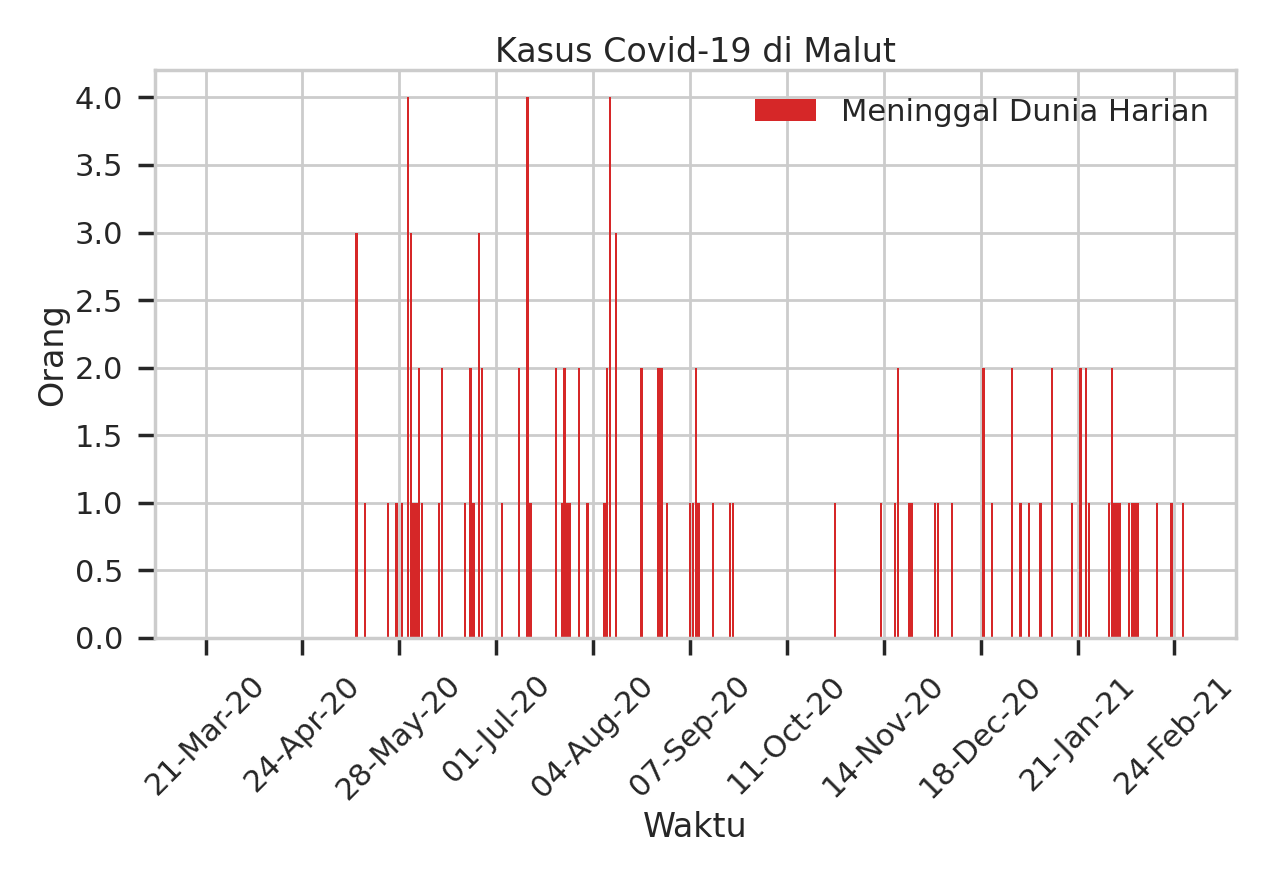 Kasus Covid-19 di Malut
Meninggal Dunia Harian
Orang
4.0
3.5
3.0
2.5
2.0
1.5
1.0
0.5
0.0
21-Mar-20
24-Apr-20
28-May-20
01-Jul-20
04-Aug-20
07-Sep-20
11-Oct-20
14-Nov-20
18-Dec-20
21-Jan-21
24-Feb-21
Waktu